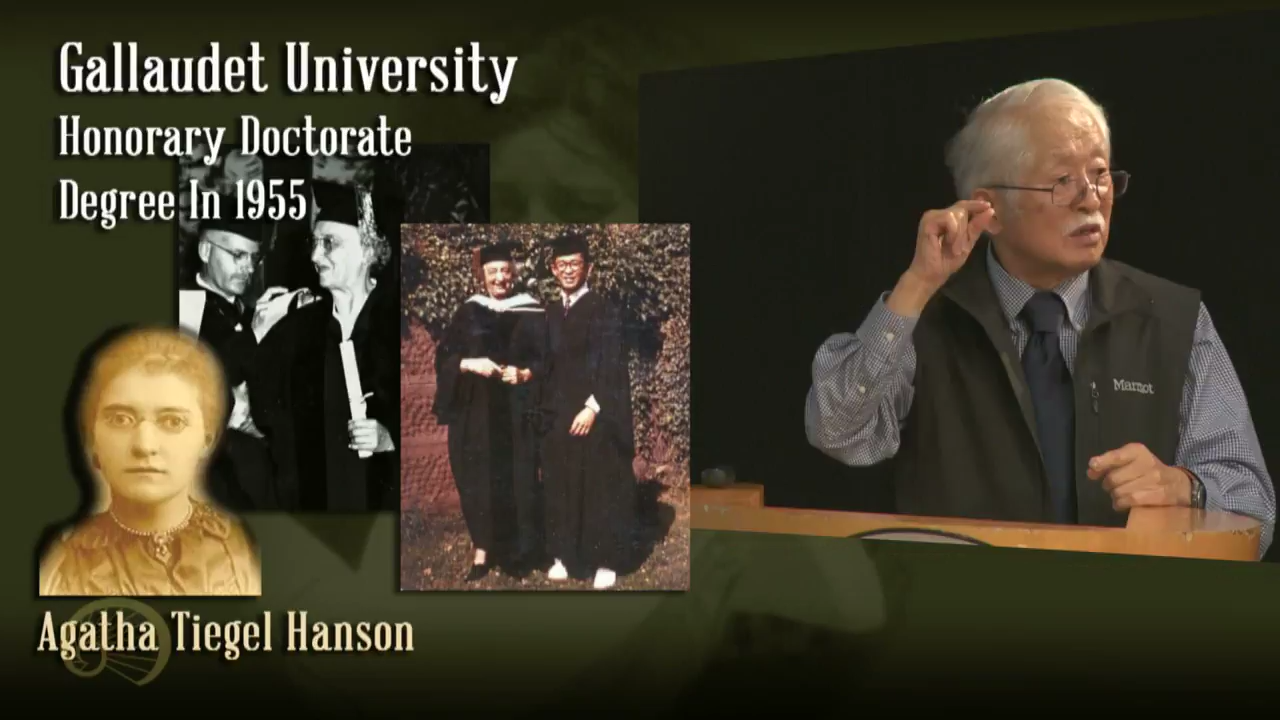 Gallaudet University
Honorary Doctorate
Degree In 1955
Marmot
Agatha Tiegel Hanson